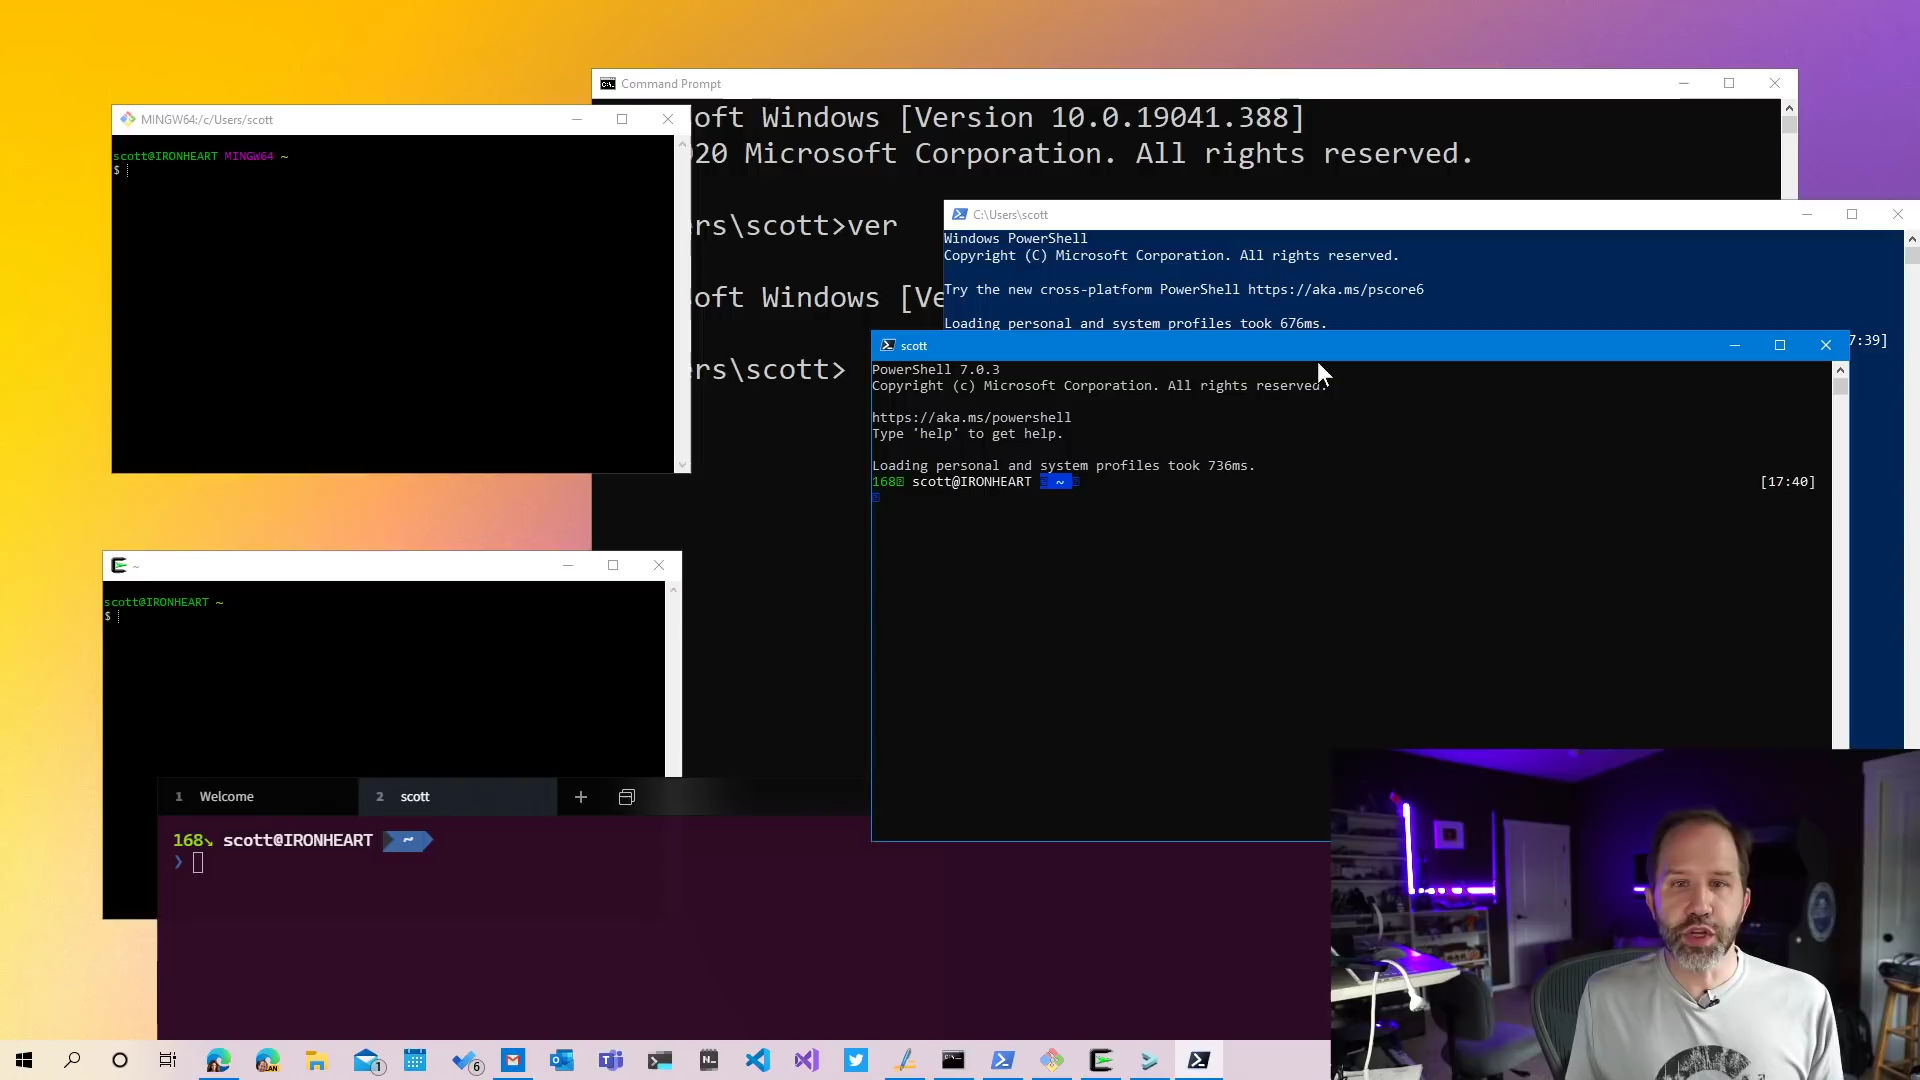 Command Prompt
oft Windows [Version 10.0.19041.388]
20 Microsoft Corporation. All rights reserved.
rs\scott>ver
oft Windows [Ve
rs\scott>
MINGW64:/c/Users/scott
scott@IRONHEART MINGW64 ~
$
C:\Users\scott
Windows PowerShell
Copyright (C) Microsoft Corporation. All rights reserved.
Try the new cross-platform PowerShell https://aka.ms/pscore6
Loading personal and system profiles took 676ms.
7:39]
scott
PowerShell 7.0.3
Copyright (c) Microsoft Corporation. All rights reserved.
https://aka.ms/powershell
Type 'help' to get help.
Loading personal and system profiles took 736ms.
168 scott@IRONHEART ~ [17:40]
~
scott@IRONHEART ~
$
1 Welcome 2 scott +
168↘ scott@IRONHEART ~
❯
1 6 N